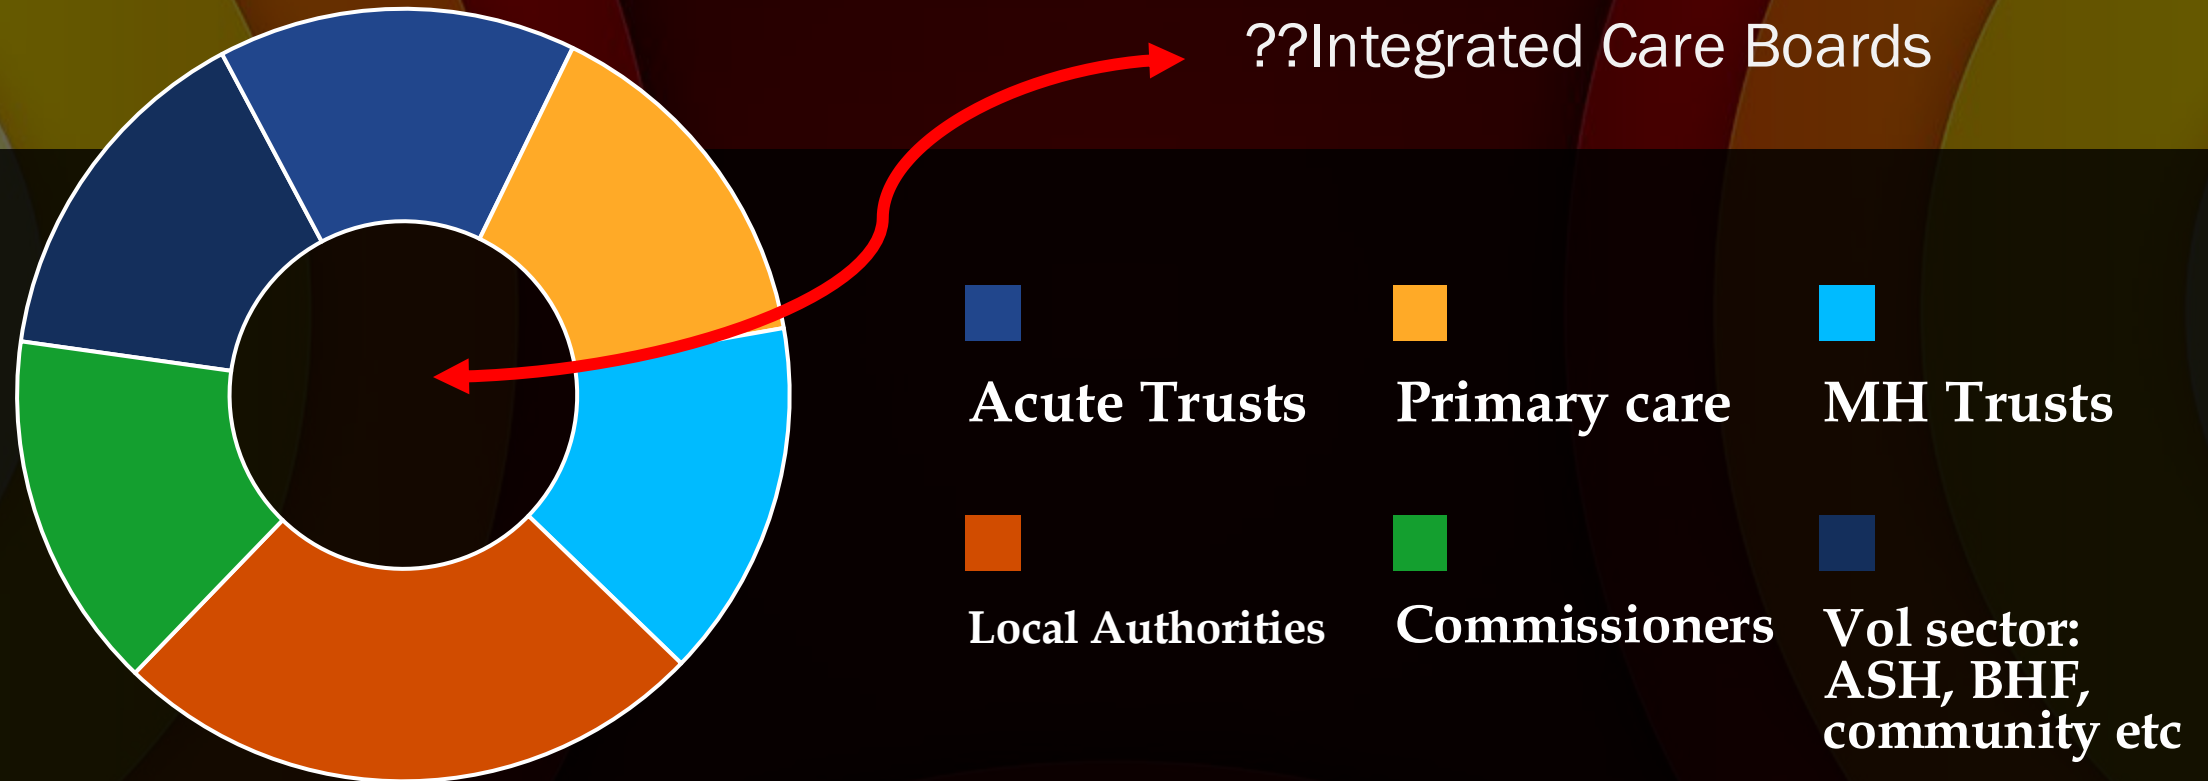 ??Integrated Care Boards
Acute Trusts
Primary care
MH Trusts
Local Authorities
Commissioners
Vol sector:
ASH, BHF,
community etc